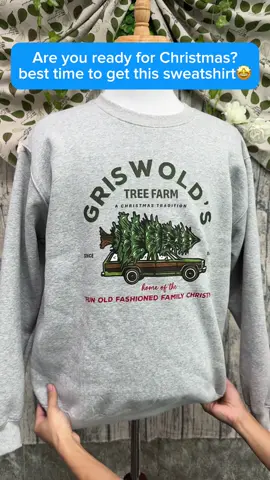 Are you ready for Christmas?
best time to get this sweatshirt🤩
GRISWOLD'S
TREE FARM
A CHRISTMAS TRADITION
SINCE
home of the
FUN OLD FASHIONED FAMILY